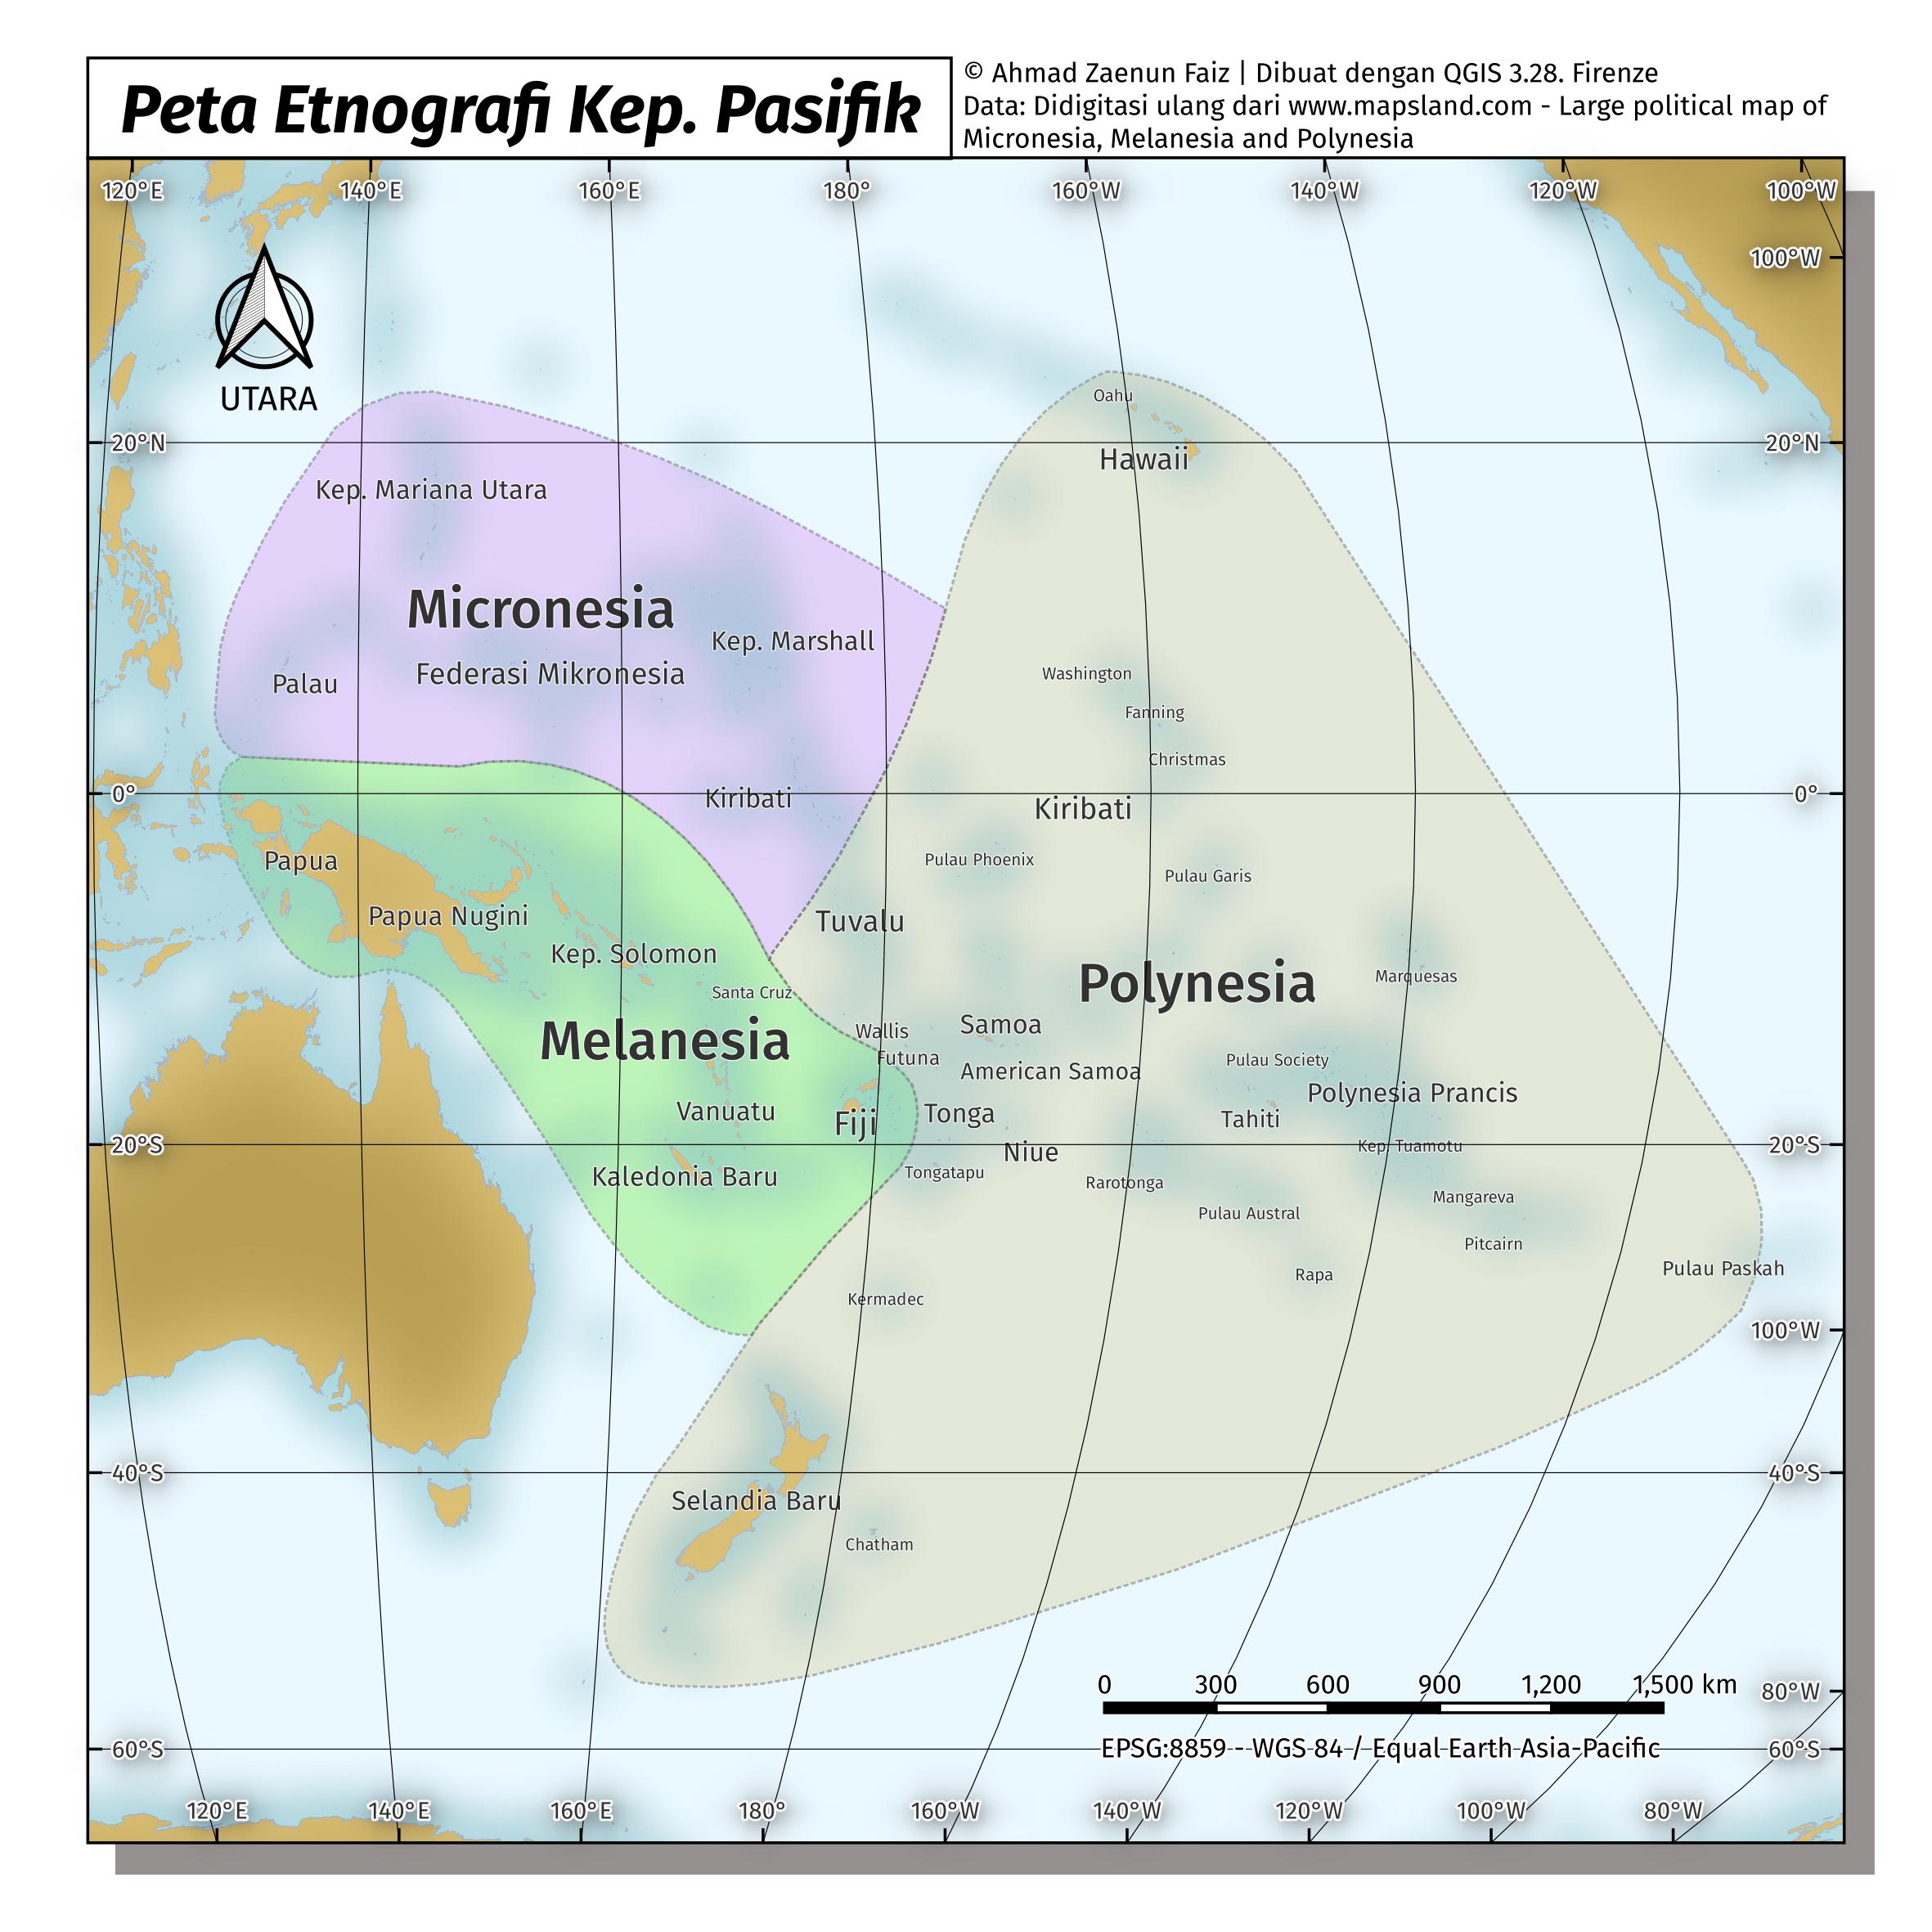 Peta Etnografi Kep. Pasifik
© Ahmad Zaenun Faiz | Dibuat dengan QGIS 3.28. Firenze
Data: Didigitasi ulang dari www.mapsland.com - Large political map of
Micronesia, Melanesia and Polynesia
120°E 140°E 160°E 180° 160°W 140°W 120°W 100°W
100°W
UTARA
Oahu
20°N 20°N
Hawaii
Kep. Mariana Utara
Micronesia
Kep. Marshall
Federasi Mikronesia
Washington
Palau
Fanning
Christmas
0° 0°
Kiribati
Kiribati
Papua
Pulau Phoenix
Pulau Garis
Papua Nugini
Tuvalu
Kep. Solomon
Marquesas
Polynesia
Santa Cruz
Samoa
Wallis
Melanesia
Futuna
Pulau Society
American Samoa
Polynesia Prancis
Vanuatu
Tonga
Tahiti
Fiji
20°S 20°S
Kep. Tuamotu
Niue
Tongatapu
Kaledonia Baru
Rarotonga
Mangareva
Pulau Austral
Pitcairn
Pulau Paskah
Rapa
Kermadec
100°W
40°S 40°S
Selandia Baru
Chatham
0 300 600 900 1,200 1,500 km
80°W
EPSG:8859 - WGS 84 / Equal Earth Asia-Pacific
60°S 60°S
120°E 140°E 160°E 180° 160°W 140°W 120°W 100°W 80°W